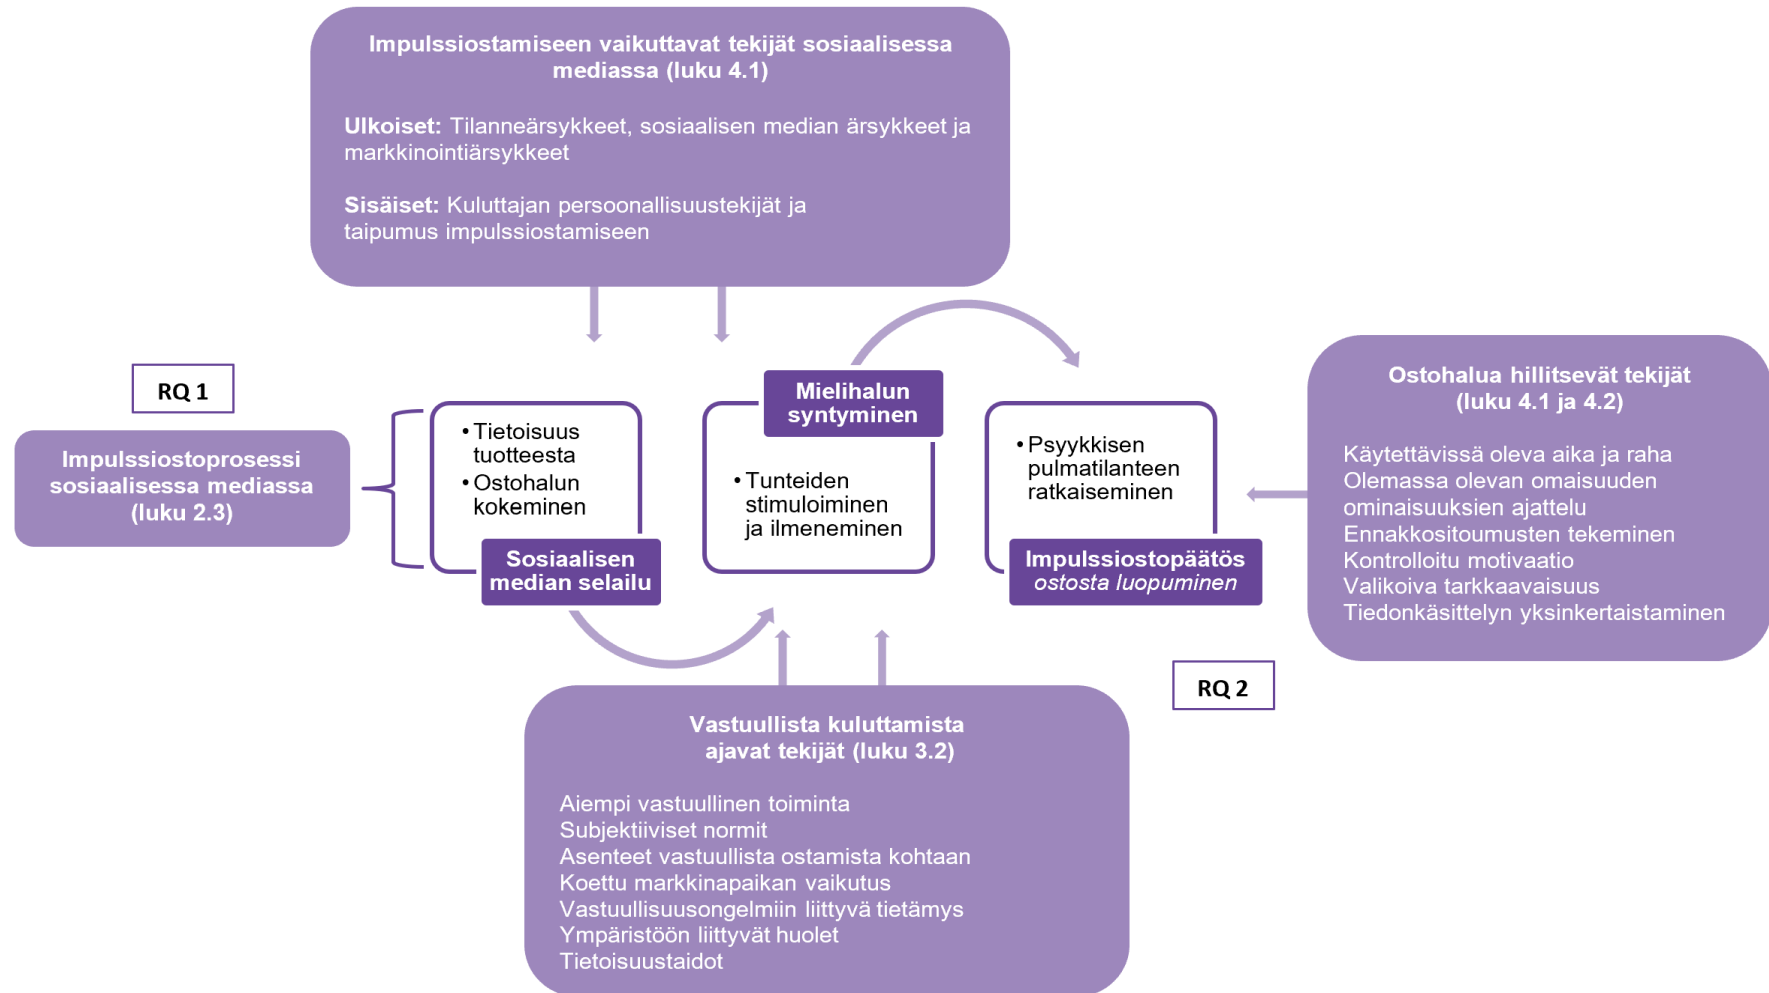 Impulssiostamiseen vaikuttavat tekijät sosiaalisessa
mediassa (luku 4.1)
Ulkoiset: Tilanneärsykkeet, sosiaalisen median ärsykkeet ja
markkinointiärsykkeet
Sisäiset: Kuluttajan persoonallisuustekijät ja
taipumus impulssiostamiseen
RQ 1
Impulssiostoprosessi
sosiaalisessa mediassa
(luku 2.3)
• Tietoisuus
tuotteesta
• Ostohalun
kokeminen
Sosiaalisen
median selailu
Mielihalun
syntyminen
• Tunteiden
stimuloiminen
ja ilmeneminen
• Psyykkisen
pulmatilanteen
ratkaiseminen
Impulssiostopäätös
ostosta luopuminen
Ostohalua hillitsevät tekijät
(luku 4.1 ja 4.2)
Käytettävissä oleva aika ja raha
Olemassa olevan omaisuuden
ominaisuuksien ajattelu
Ennakkositoumusten tekeminen
Kontrolloitu motivaatio
Valikoiva tarkkaavaisuus
Tiedonkäsittelyn yksinkertaistaminen
RQ 2
Vastuullista kuluttamista
ajavat tekijät (luku 3.2)
Aiempi vastuullinen toiminta
Subjektiiviset normit
Asenteet vastuullista ostamista kohtaan
Koettu markkinapaikan vaikutus
Vastuullisuusongelmiin liittyvä tietämys
Ympäristöön liittyvät huolet
Tietoisuustaidot